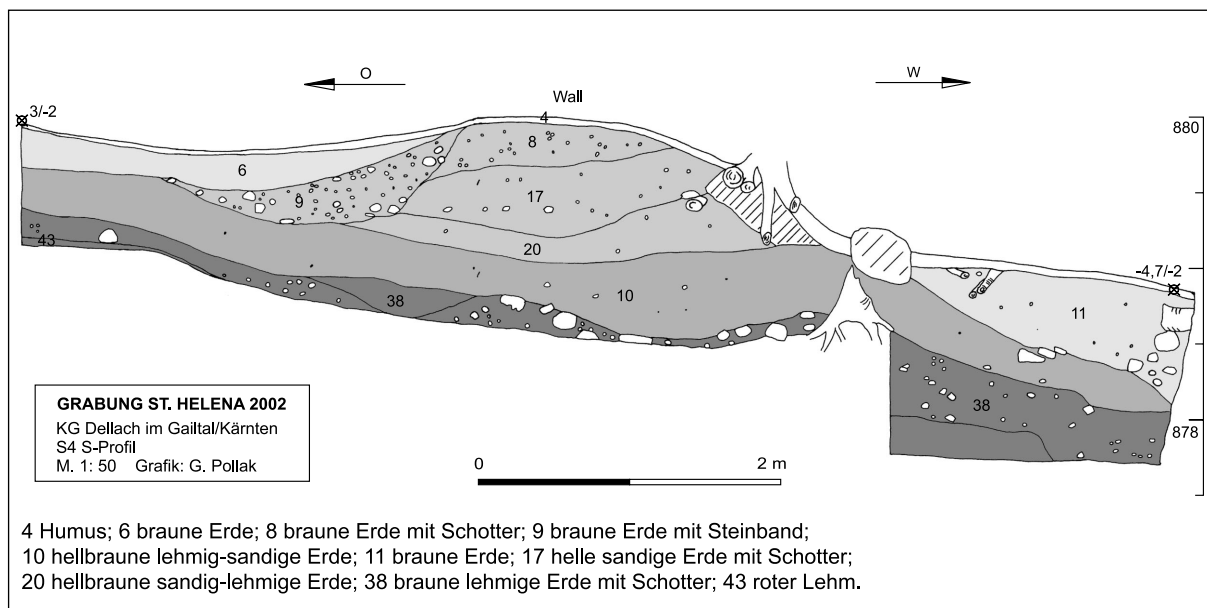 O
W
Wall
3/-2
4
880
8
6
17
9
43
20
-4,7/-2
38
10
11
38
878
GRABUNG ST. HELENA 2002
KG Dellach im Gailtal/Kärnten
S4 S-Profil
M. 1: 50 Grafik: G. Pollak
0
2 m
4 Humus; 6 braune Erde; 8 braune Erde mit Schotter; 9 braune Erde mit Steinband;
10 hellbraune lehmig-sandige Erde; 11 braune Erde; 17 helle sandige Erde mit Schotter;
20 hellbraune sandig-lehmige Erde; 38 braune lehmige Erde mit Schotter; 43 roter Lehm.